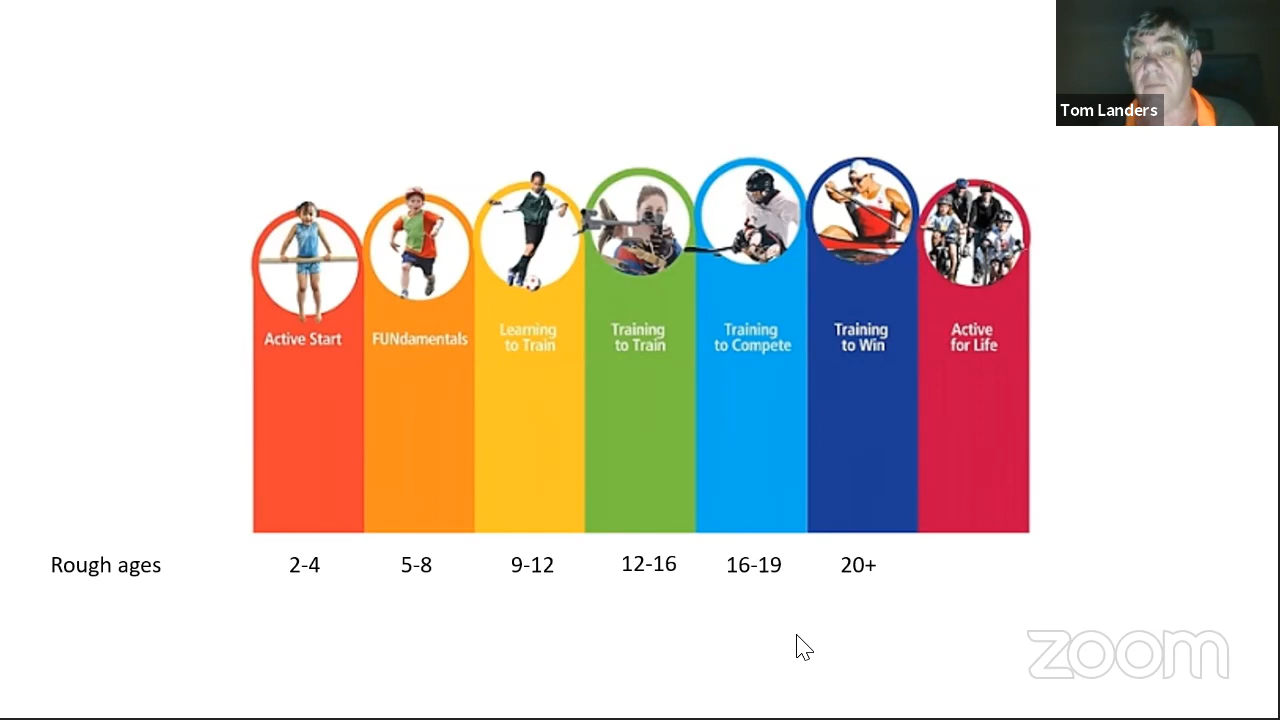 Tom Landers
Active Start
FUNdamentals
Learning
to Train
Training
to Train
Training
to Compete
Training
to Win
Active
for Life
Rough ages
2-4
5-8
9-12
12-16
16-19
20+
zoom